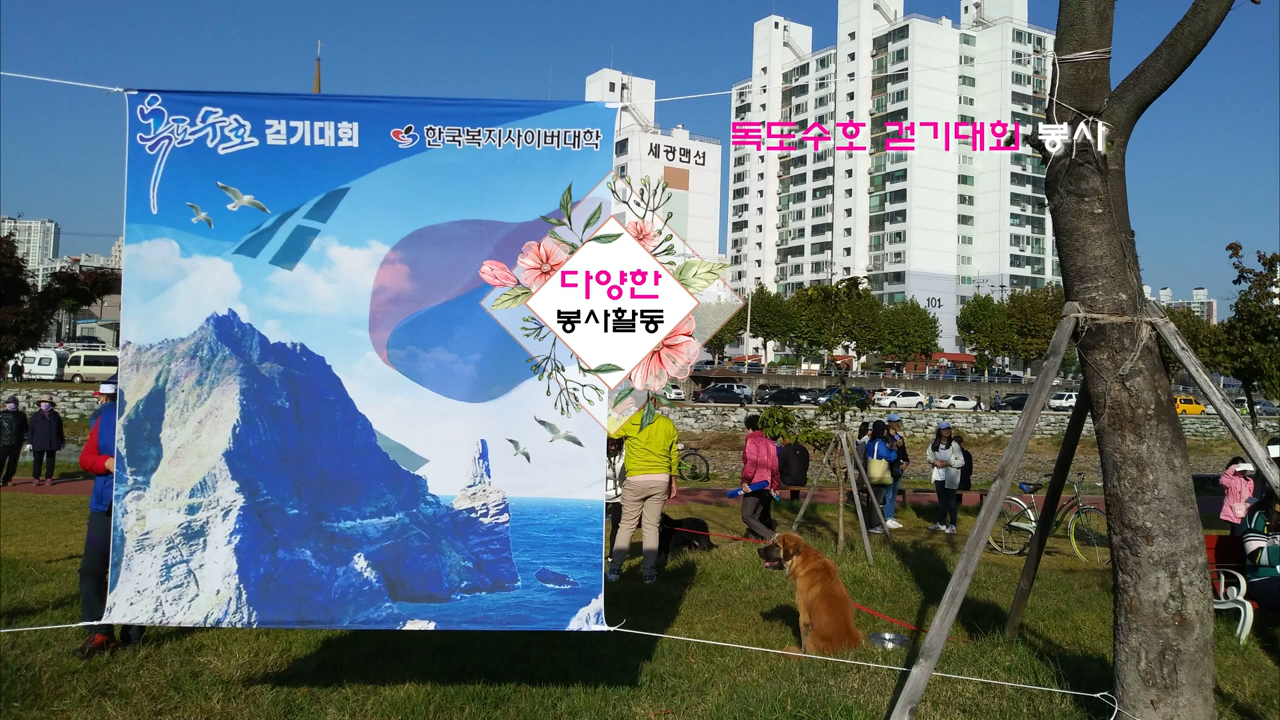 독도수호 걷기대회
한국복지사이버대학
세광맨션
독도수호 걷기대회 봉사
다양한
봉사활동
101